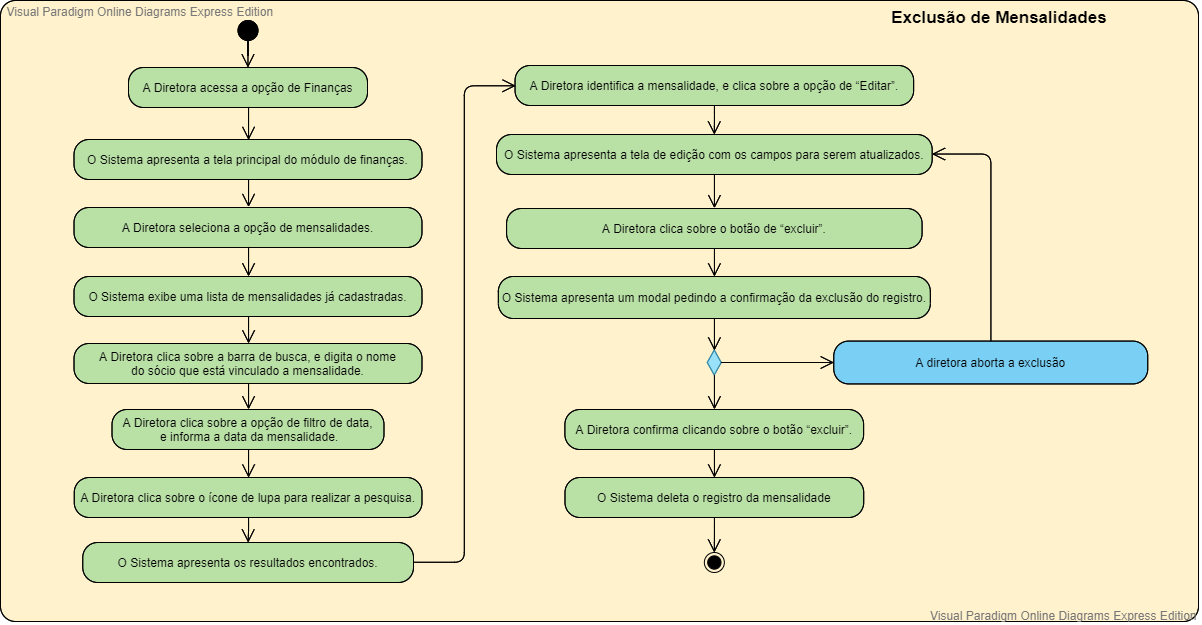 Visual Paradigm Online Diagrams Express Edition
Exclusão de Mensalidades
A Diretora acessa a opção de Finanças
O Sistema apresenta a tela principal do módulo de finanças.
A Diretora seleciona a opção de mensalidades.
O Sistema exibe uma lista de mensalidades já cadastradas.
A Diretora clica sobre a barra de busca, e digita o nome
do sócio que está vinculado a mensalidade.
A Diretora clica sobre a opção de filtro de data,
e informa a data da mensalidade.
A Diretora clica sobre o ícone de lupa para realizar a pesquisa.
O Sistema apresenta os resultados encontrados.
A Diretora identifica a mensalidade, e clica sobre a opção de “Editar”.
O Sistema apresenta a tela de edição com os campos para serem atualizados.
A Diretora clica sobre o botão de “excluir”.
O Sistema apresenta um modal pedindo a confirmação da exclusão do registro.
A diretora aborta a exclusão
A Diretora confirma clicando sobre o botão “excluir”.
O Sistema deleta o registro da mensalidade
Visual Paradigm Online Diagrams Express Edition